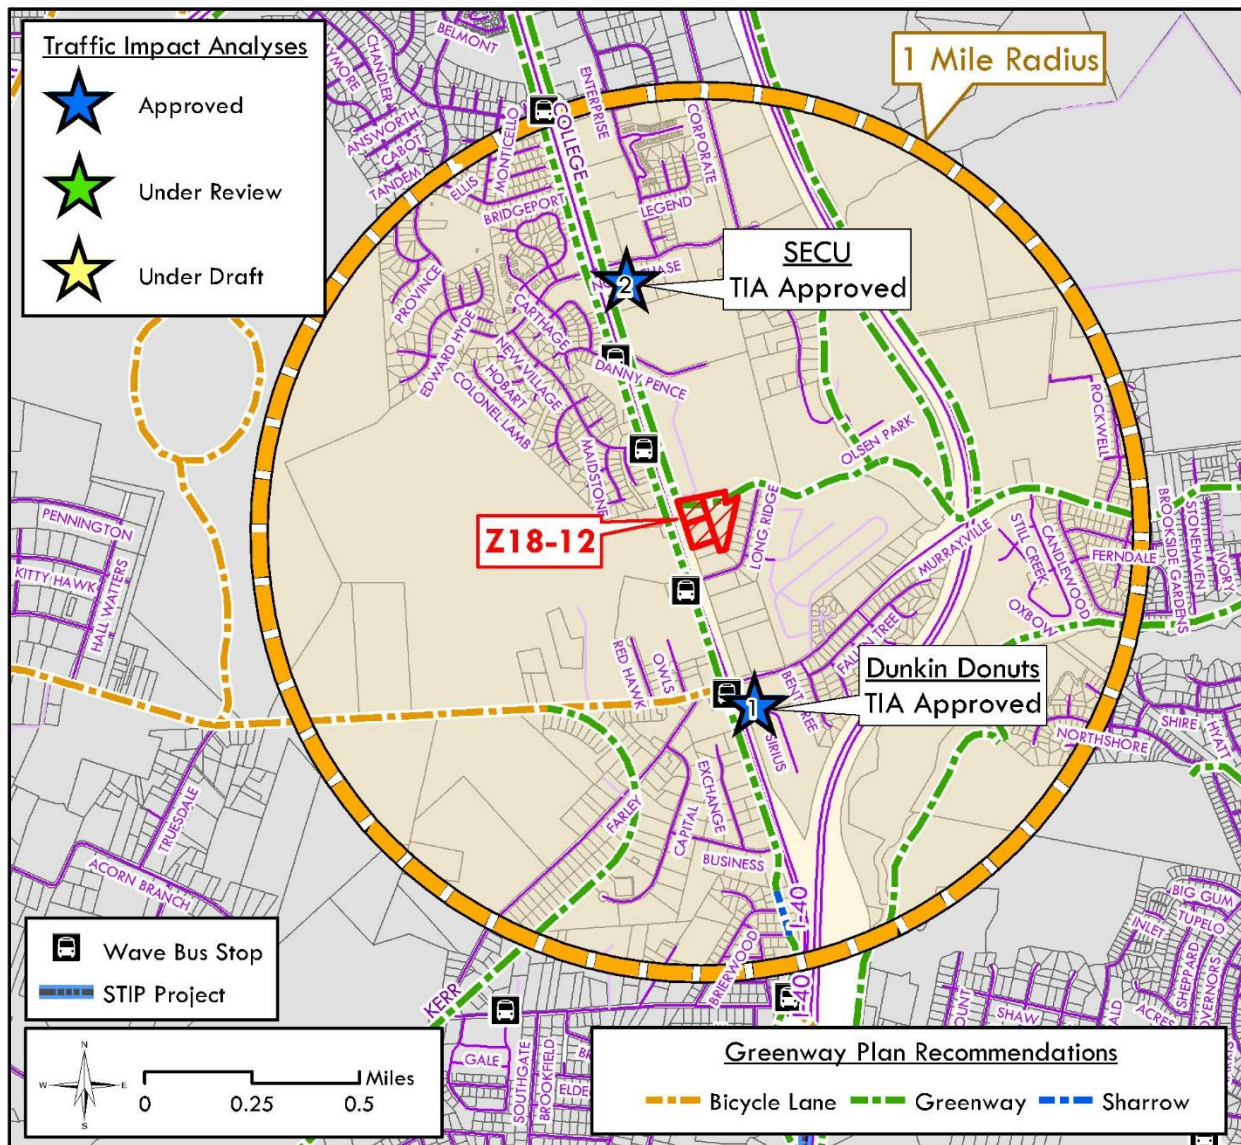 Traffic Impact Analyses
Approved
Under Review
Under Draft
1 Mile Radius
BELMONT
CHANDLER
ANSWORTH
CABOT
TANDEM
ELLIS
MONTICELLO
BRIDGEPORT
COLLEGE
ENTERPRISE
CORPORATE
LEGEND
2
SECU
TIA Approved
PROVINCE
EDWARD HYDE
CARTHAGE
NEW VILLAGE
HOBART
COLONEL LAMB
DANNY PENCE
MAIDSTONE
OLSEN PARK
ROCKWELL
Z18-12
LONG RIDGE
MURRAYVILLE
STILL CREEK
CANDLEWOOD
FERNDALE
BROOKSIDE GARDENS
STONEHAVEN
IVORY
OXBOW
PENNINGTON
KITTY HAWK
HALL WATTERS
RED HAWK
OWLS
BENT TREE
1
Dunkin Donuts
TIA Approved
SIRIUS
NORTHSHORE
SHIRE
HYATT
TRUESDALE
ACORN BRANCH
FARLEY
CAPITAL
EXCHANGE
BUSINESS
I-40
BRIERWOOD
I-40
KERR
BIG GUM
TUPELO
INLET
SHEPPARD
ACRES
SHAW
Wave Bus Stop
STIP Project
GALE
SOUTHGATE
BROOKFIELD
N
W E
S
0 0.25 0.5
Miles
Greenway Plan Recommendations
Bicycle Lane Greenway Sharrow